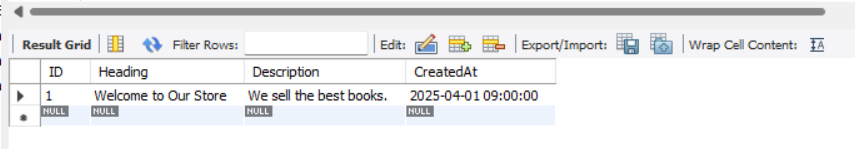 Result Grid Filter Rows: Edit: Export/Import: Wrap Cell Content: IA
ID Heading Description CreatedAt
1 Welcome to Our Store We sell the best books. 2025-04-01 09:00:00
NULL NULL NULL NULL